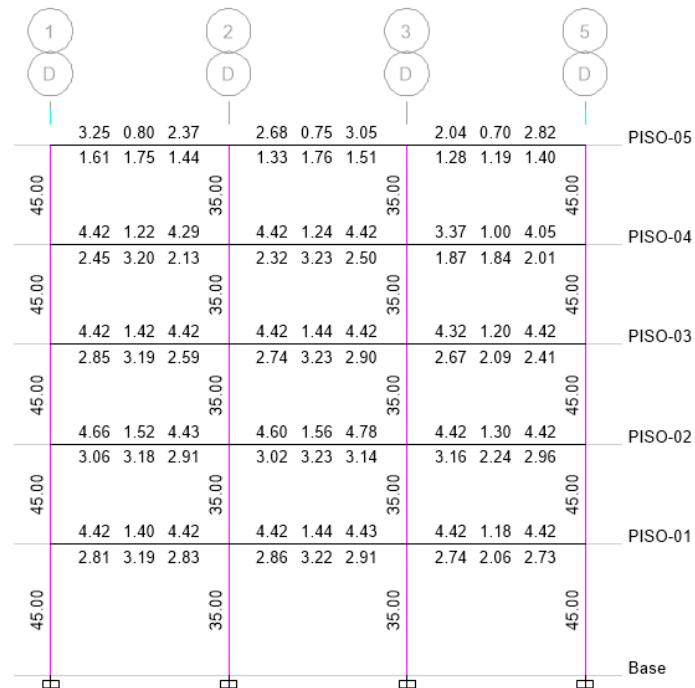 1 2 3 5
D D D D
3.25 0.80 2.37 2.68 0.75 3.05 2.04 0.70 2.82 PISO-05
1.61 1.75 1.44 1.33 1.76 1.51 1.28 1.19 1.40
45.00 35.00 35.00 45.00
4.42 1.22 4.29 4.42 1.24 4.42 3.37 1.00 4.05 PISO-04
2.45 3.20 2.13 2.32 3.23 2.50 1.87 1.84 2.01
45.00 35.00 35.00 45.00
4.42 1.42 4.42 4.42 1.44 4.42 4.32 1.20 4.42 PISO-03
2.85 3.19 2.59 2.74 3.23 2.90 2.67 2.09 2.41
45.00 35.00 35.00 45.00
4.66 1.52 4.43 4.60 1.56 4.78 4.42 1.30 4.42 PISO-02
3.06 3.18 2.91 3.02 3.23 3.14 3.16 2.24 2.96
45.00 35.00 35.00 45.00
4.42 1.40 4.42 4.42 1.44 4.43 4.42 1.18 4.42 PISO-01
2.81 3.19 2.83 2.86 3.22 2.91 2.74 2.06 2.73
45.00 35.00 35.00 45.00
Base